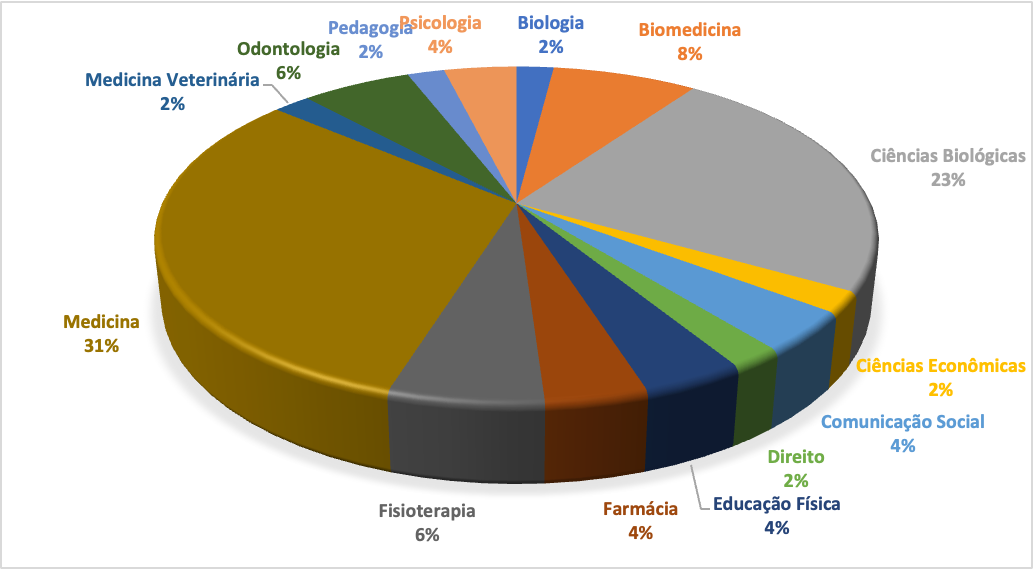 Psicologia
4%
Biologia
2%
Biomedicina
8%
Pedagogia
2%
Odontologia
6%
Medicina Veterinária
2%
Ciências Biológicas
23%
Medicina
31%
Ciências Econômicas
2%
Comunicação Social
4%
Direito
2%
Educação Física
4%
Farmácia
4%
Fisioterapia
6%